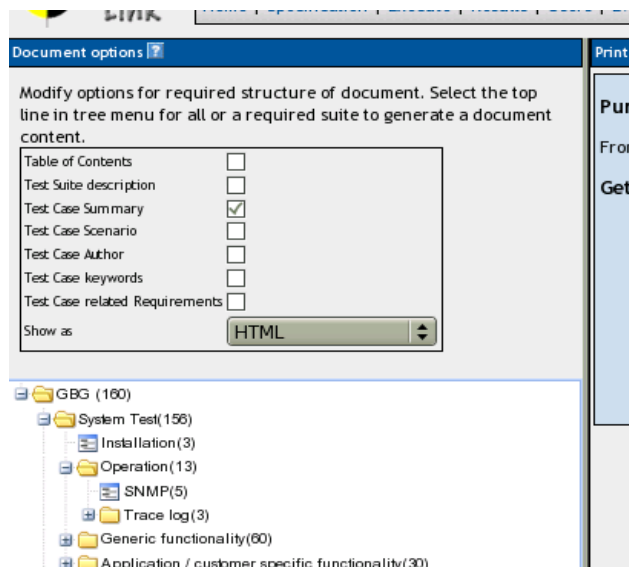 LINK
Document options ?
Print
Modify options for required structure of document. Select the top
line in tree menu for all or a required suite to generate a document
content.
Table of Contents
Test Suite description
Test Case Summary
Test Case Scenario
Test Case Author
Test Case keywords
Test Case related Requirements
Show as HTML
Get
GBG (160)
System Test(156)
Installation(3)
Operation(13)
SNMP(5)
Trace log(3)
Generic functionality(60)
Application / customer specific functionality(30)